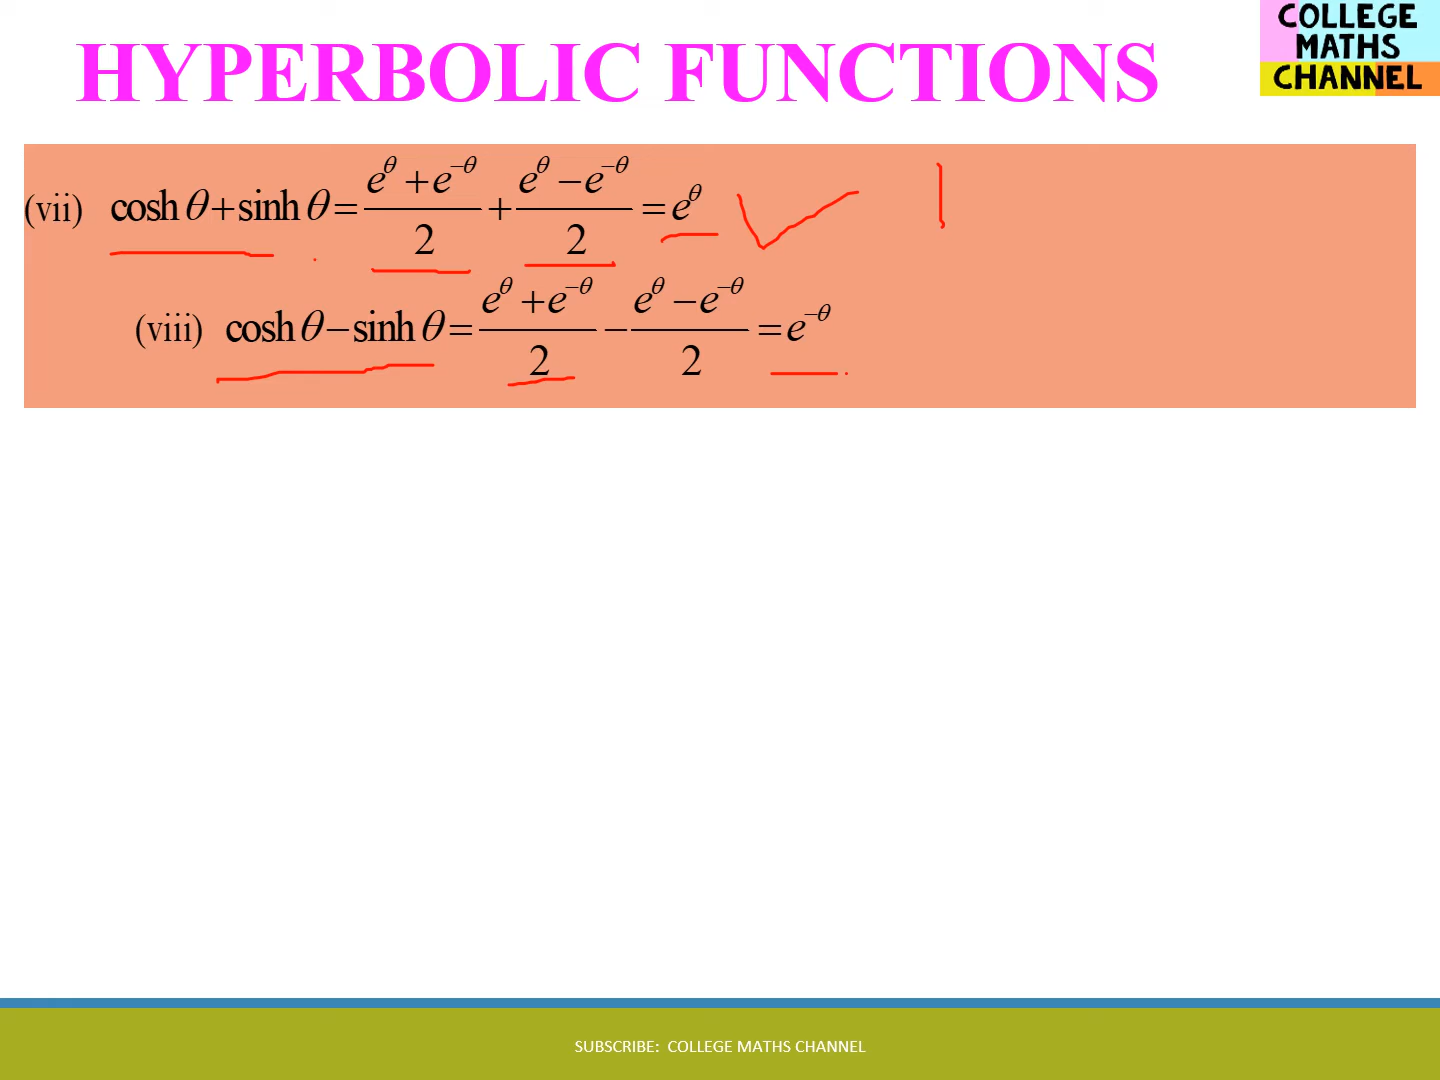 HYPERBOLIC FUNCTIONS
COLLEGE
MATHS
CHANNEL
(vii) cosh θ + sinh θ = (e^θ + e^{-θ})/2 + (e^θ − e^{-θ})/2 = e^θ
(viii) cosh θ − sinh θ = (e^θ + e^{-θ})/2 − (e^θ − e^{-θ})/2 = e^{-θ}
SUBSCRIBE: COLLEGE MATHS CHANNEL